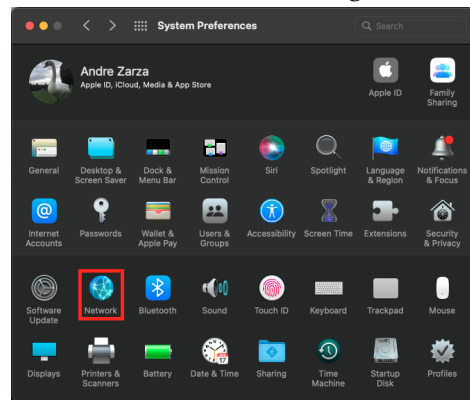 System Preferences
Search
Andre Zarza
Apple ID, iCloud, Media & App Store
Apple ID
Family
Sharing
General
Desktop &
Screen Saver
Dock &
Menu Bar
Mission
Control
Siri
Spotlight
Language
& Region
Notifications
& Focus
Internet
Accounts
Passwords
Wallet &
Apple Pay
Users &
Groups
Accessibility
Screen Time
Extensions
Security
& Privacy
Software
Update
Network
Bluetooth
Sound
Touch ID
Keyboard
Trackpad
Mouse
Displays
Printers &
Scanners
Battery
17
Date & Time
Sharing
Time
Machine
Startup
Disk
Profiles